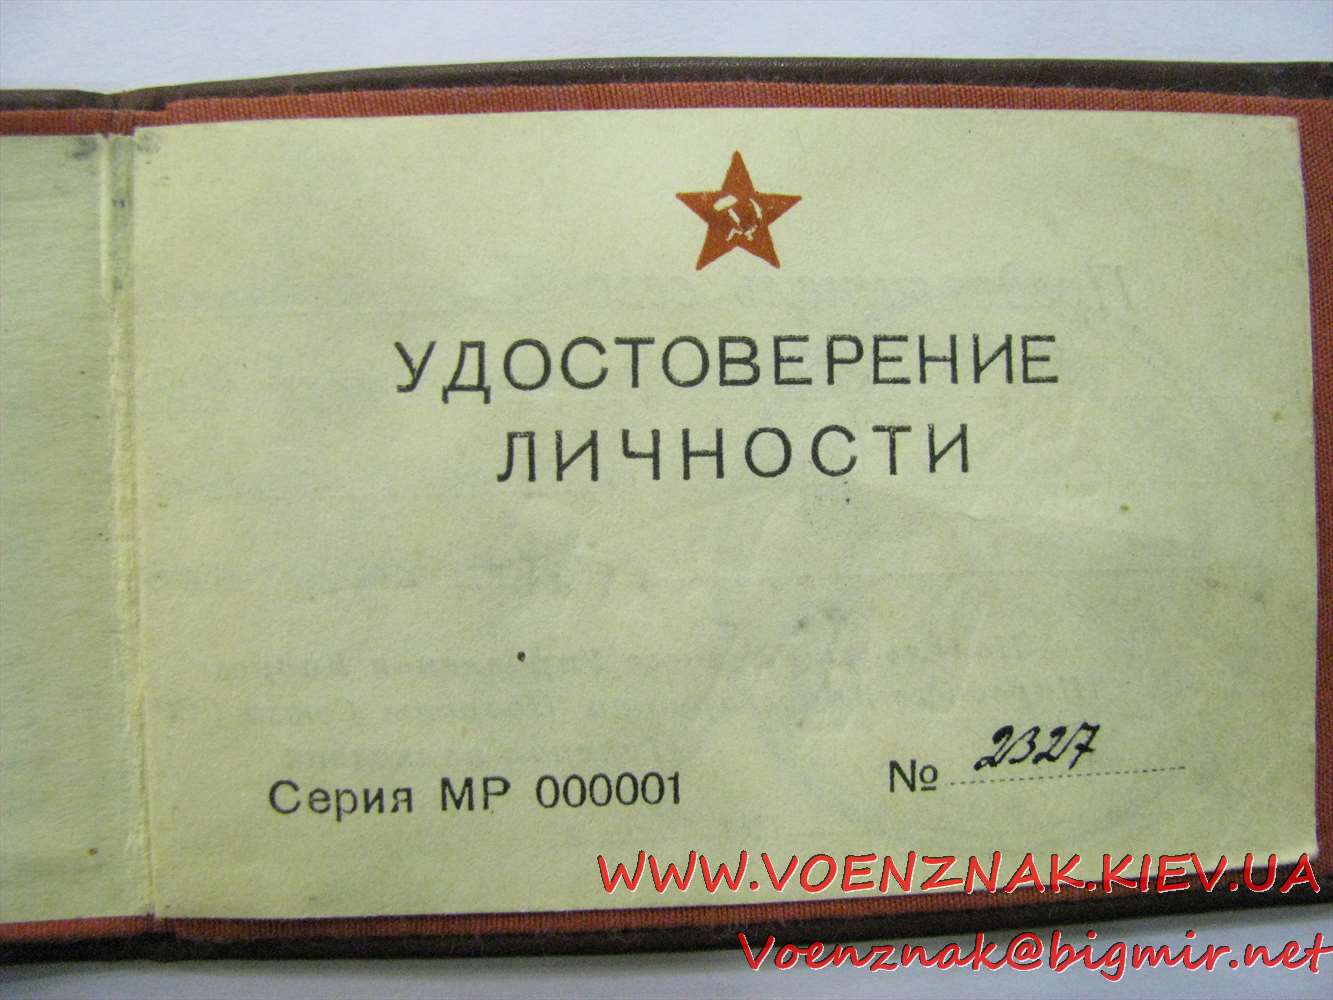 УДОСТОВЕРЕНИЕ
ЛИЧНОСТИ
Серия МР 000001 № 2327
WWW.VOENZNAK.KIEV.UA
Voenznak@bigmir.net